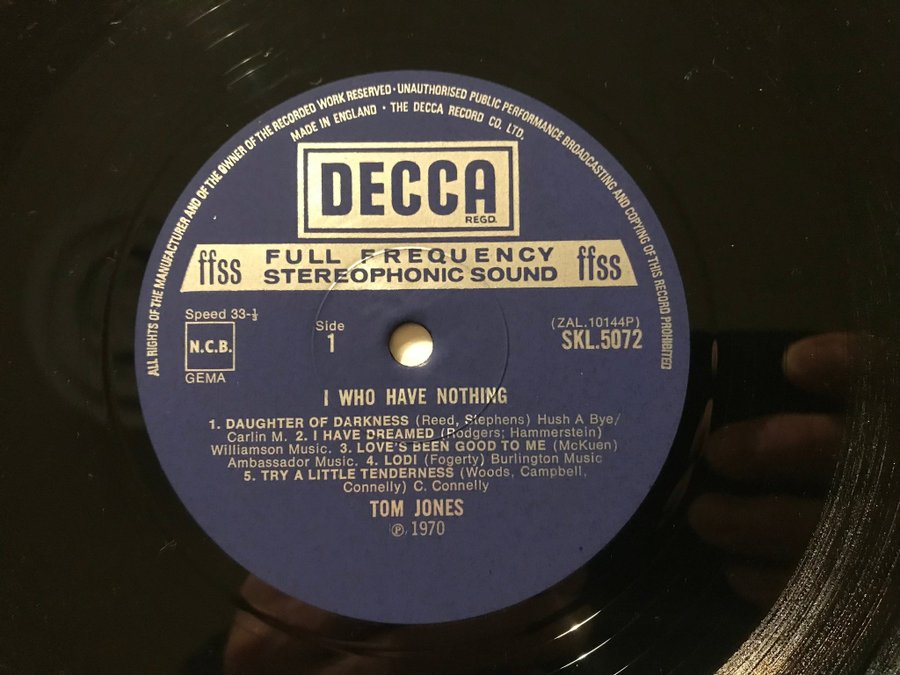 ALL RIGHTS OF THE MANUFACTURER AND OF THE OWNER OF THE RECORDED WORK RESERVED · UNAUTHORISED PUBLIC PERFORMANCE BROADCASTING AND COPYING OF THIS RECORD PROHIBITED
MADE IN ENGLAND · THE DECCA RECORD CO. LTD.
DECCA
REGD.
ffss FULL FREQUENCY STEREOPHONIC SOUND ffss
Speed 33-⅓
N.C.B.
GEMA
Side
1
(ZAL.10144P)
SKL.5072
I WHO HAVE NOTHING
1. DAUGHTER OF DARKNESS (Reed, Stephens) Hush A Bye/
Carlin M. 2. I HAVE DREAMED (Rodgers; Hammerstein)
Williamson Music. 3. LOVE'S BEEN GOOD TO ME (McKuen)
Ambassador Music. 4. LODI (Fogerty) Burlington Music
5. TRY A LITTLE TENDERNESS (Woods, Campbell,
Connelly) C. Connelly
TOM JONES
℗ 1970